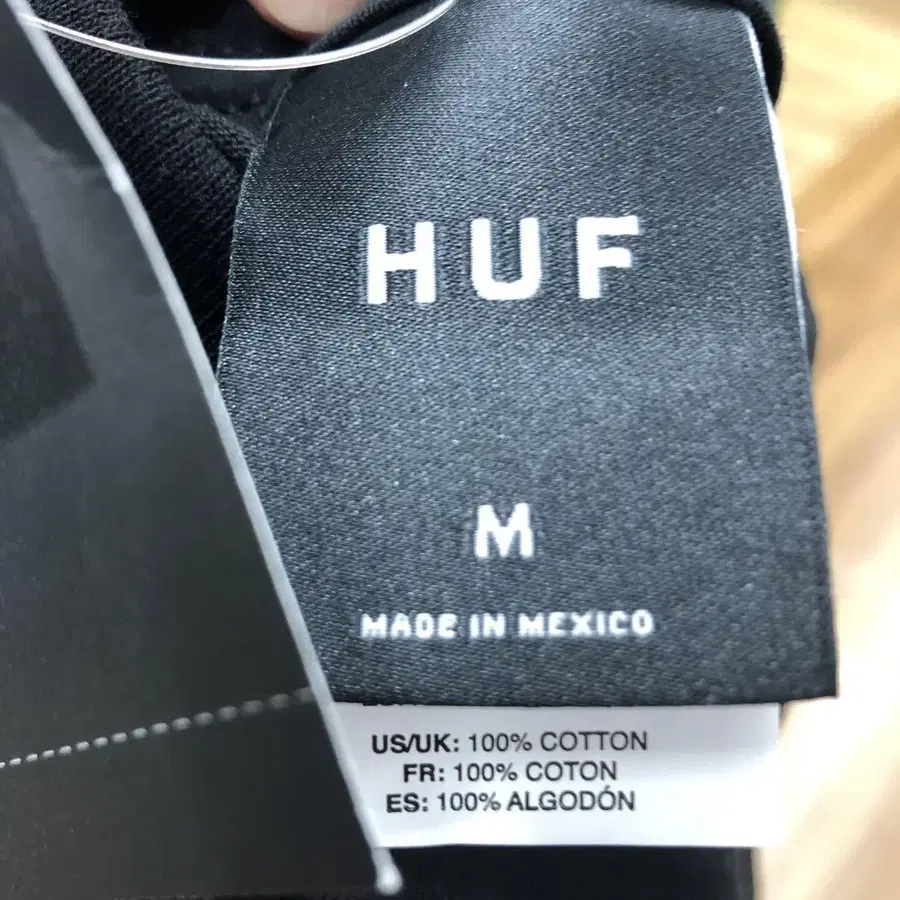 HUF
M
MADE IN MEXICO
US/UK: 100% COTTON
FR: 100% COTON
ES: 100% ALGODÓN